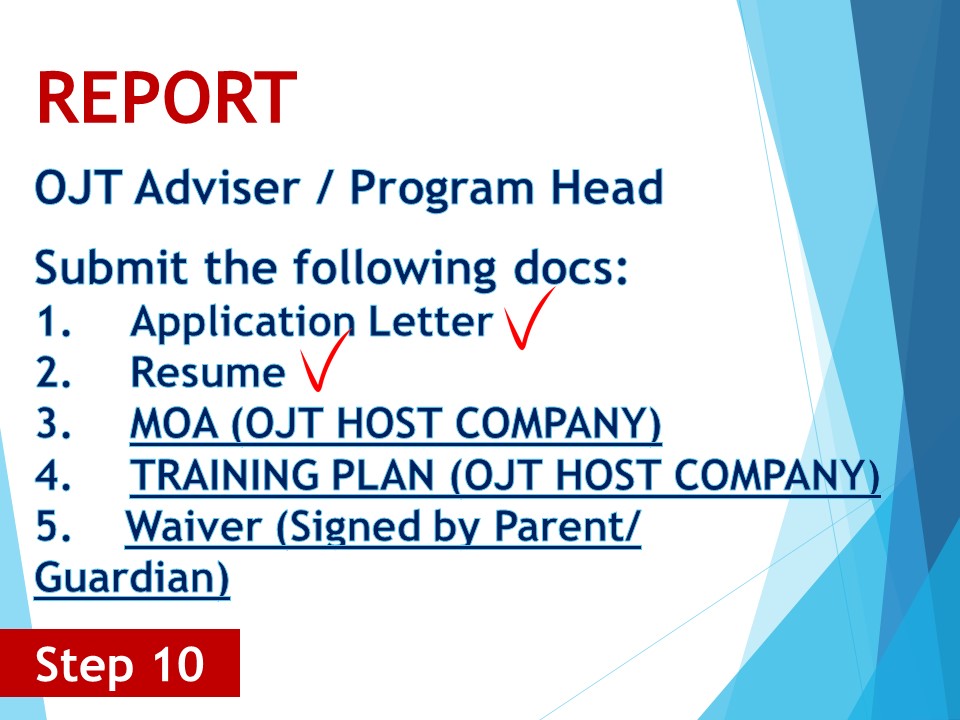 REPORT
OJT Adviser / Program Head
Submit the following docs:
1. Application Letter
2. Resume
3. MOA (OJT HOST COMPANY)
4. TRAINING PLAN (OJT HOST COMPANY)
5. Waiver (Signed by Parent/
Guardian)
Step 10